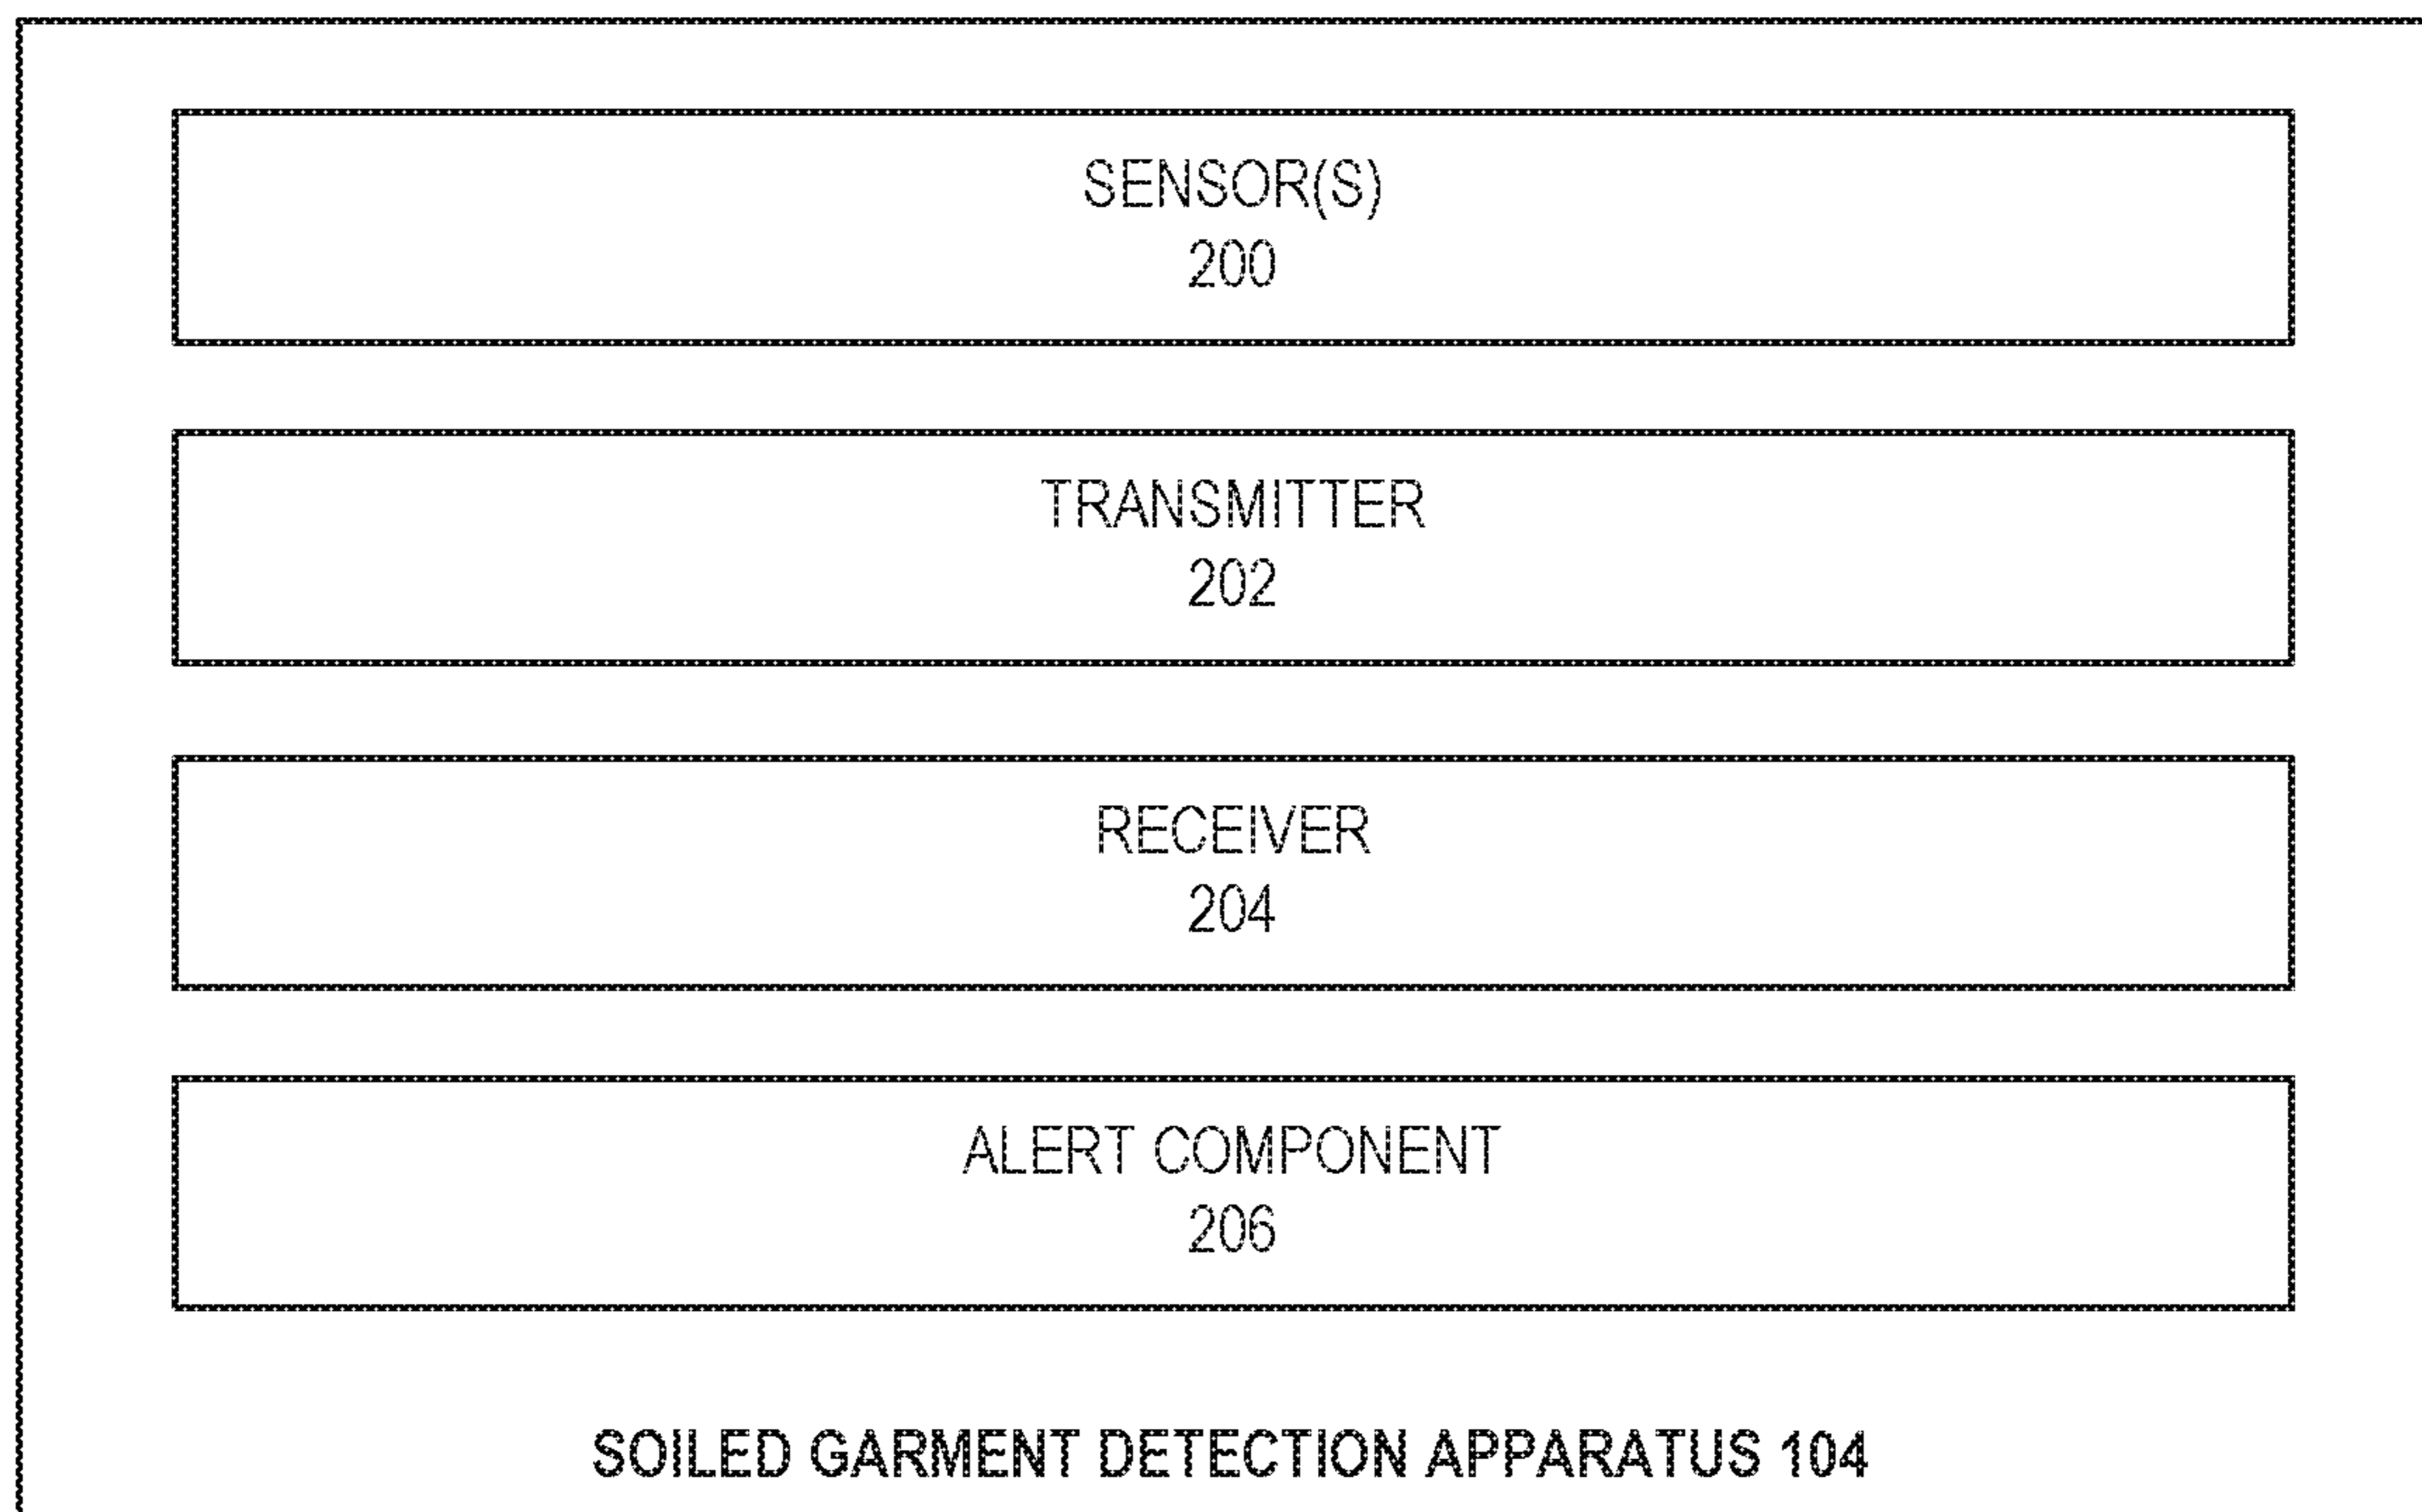 SENSOR(S)
200
TRANSMITTER
202
RECEIVER
204
ALERT COMPONENT
206
SOILED GARMENT DETECTION APPARATUS 104